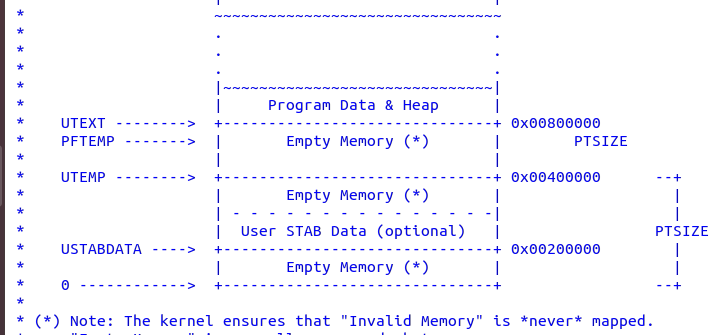 *                     ~~~~~~~~~~~~~~~~~~~~~~~~~~~~~~~~
*                     .                              .
*                     .                              .
*                     .                              .
*                     |~~~~~~~~~~~~~~~~~~~~~~~~~~~~~~|
*                     |     Program Data & Heap      |
*    UTEXT -------->  +------------------------------+ 0x00800000
*    PFTEMP ------->  |       Empty Memory (*)       |        PTSIZE
*                     |                              |
*    UTEMP -------->  +------------------------------+ 0x00400000      --+
*                     |       Empty Memory (*)       |                   |
*                     | - - - - - - - - - - - - - - -|                   |
*                     |  User STAB Data (optional)   |                 PTSIZE
*    USTABDATA ---->  +------------------------------+ 0x00200000        |
*                     |       Empty Memory (*)       |                   |
*    0 ------------>  +------------------------------+                 --+
*
* (*) Note: The kernel ensures that "Invalid Memory" is *never* mapped.